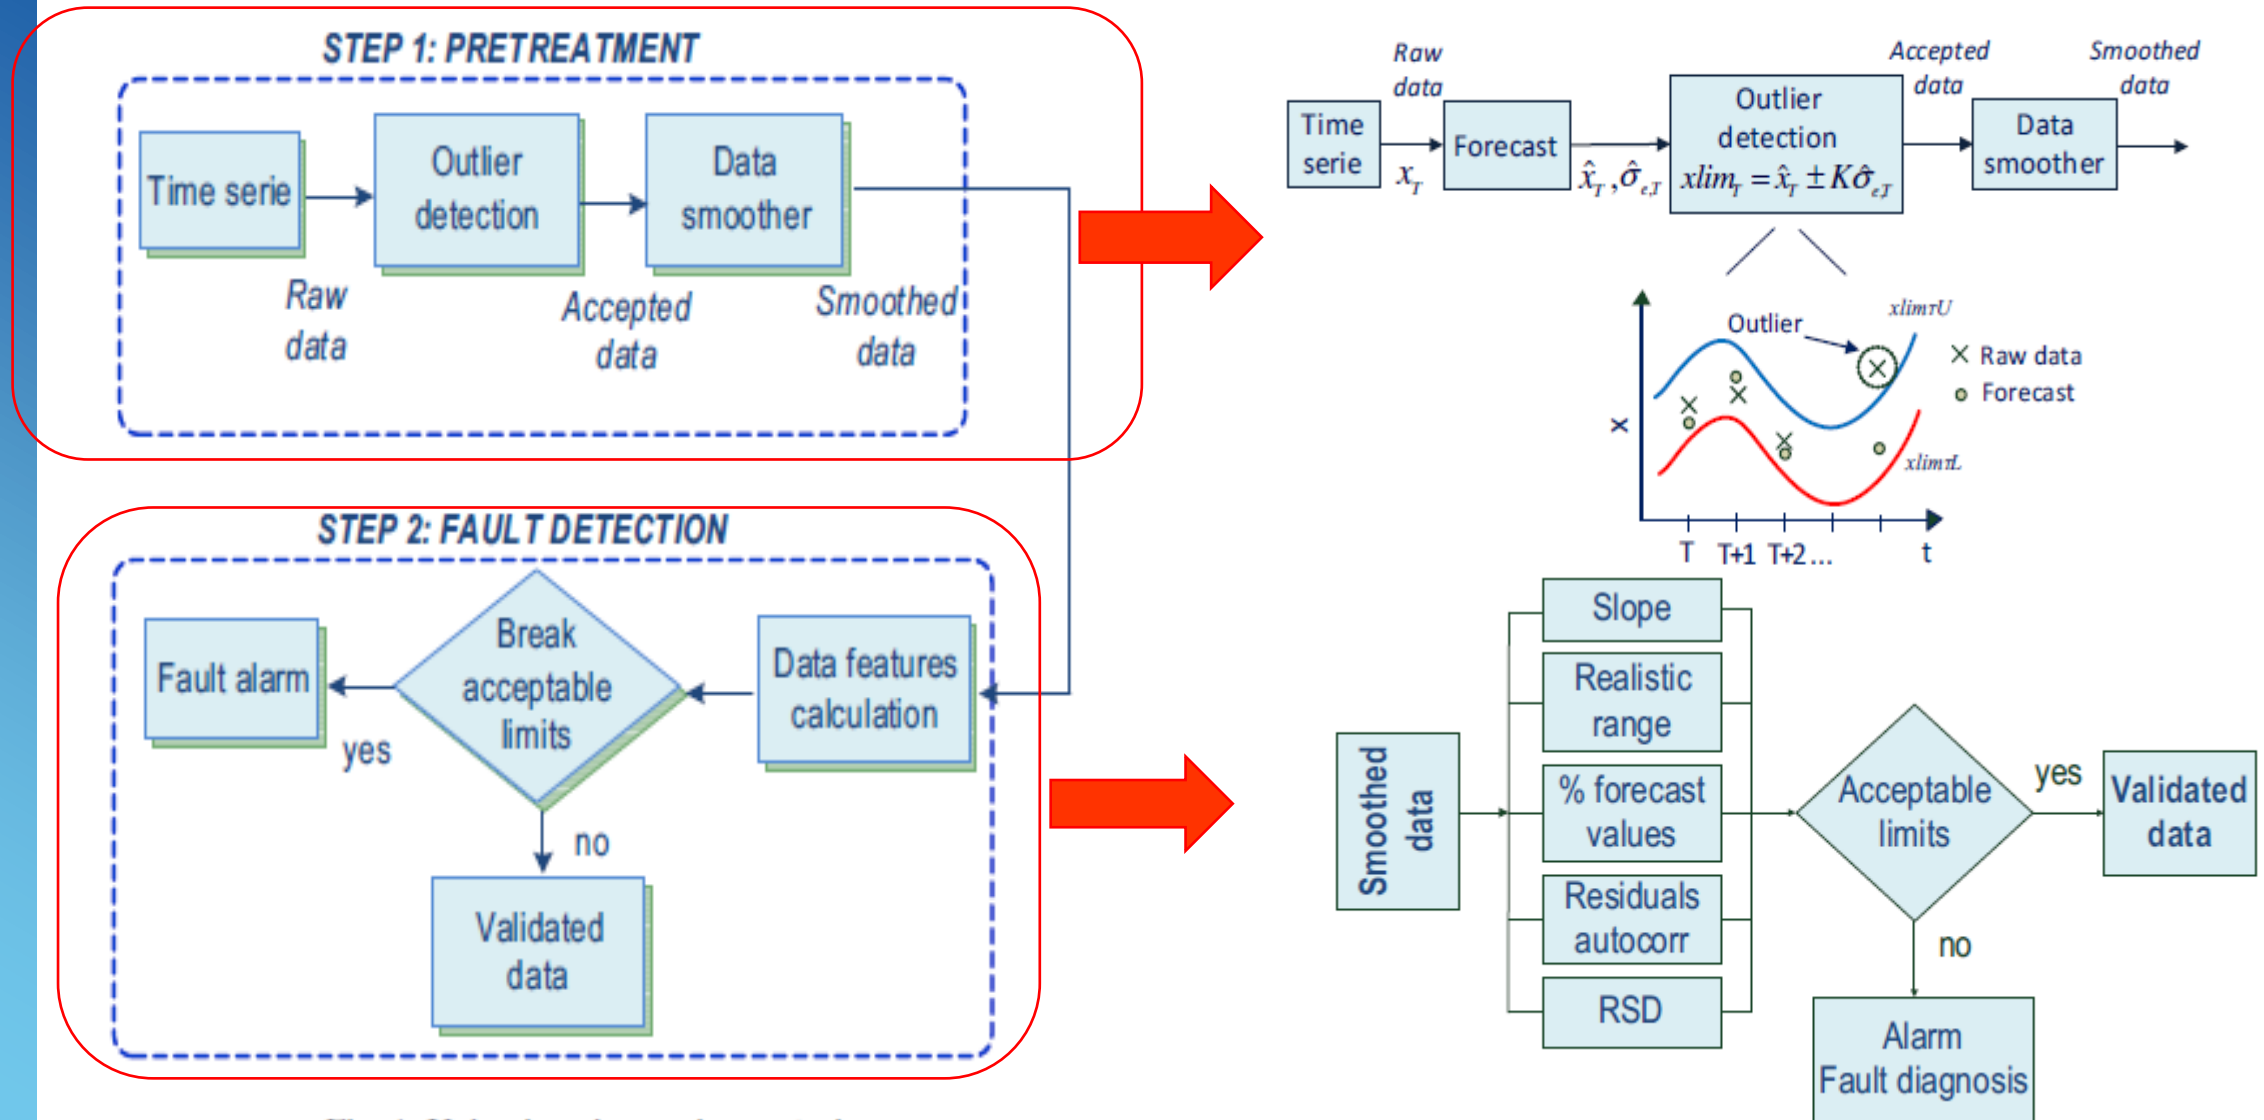 STEP 1: PRETREATMENT
Time serie
Raw
data
Outlier
detection
Accepted
data
Data
smoother
Smoothed
data
STEP 2: FAULT DETECTION
Fault alarm
yes
Break
acceptable
limits
no
Data features
calculation
Validated
data
Time
serie
Raw
data
x_T
Forecast
x̂_T , σ̂_e,T
Outlier
detection
xlim_T = x̂_T ± Kσ̂_e,T
Accepted
data
Data
smoother
Smoothed
data
Outlier
xlimTU
xlimTL
× Raw data
Forecast
x
T T+1 T+2... t
Smoothed
data
Slope
Realistic
range
% forecast
values
Residuals
autocorr
RSD
Acceptable
limits
yes
Validated
data
no
Alarm
Fault diagnosis